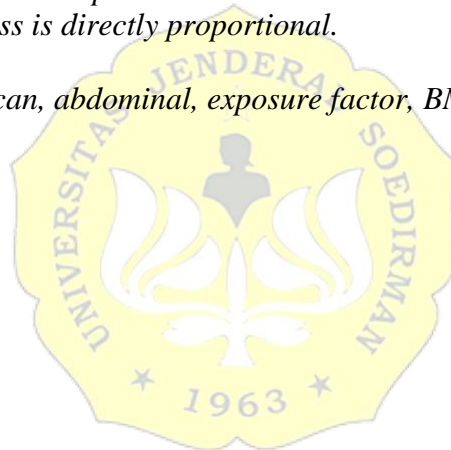 ss is directly proportional.
can, abdominal, exposure factor, BM
UNIVERSITAS JENDERAL SOEDIRMAN
1963